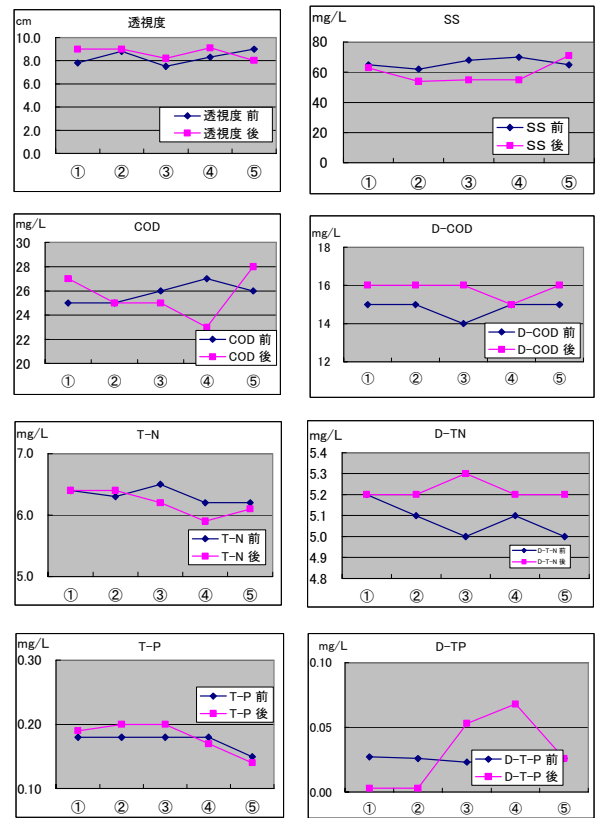 cm
透視度
10.0
8.0
6.0
4.0
2.0
0.0
透視度 前
透視度 後
① ② ③ ④ ⑤
mg/L
SS
80
60
40
20
0
SS 前
SS 後
① ② ③ ④ ⑤
mg/L
COD
30
28
26
24
22
20
COD 前
COD 後
① ② ③ ④ ⑤
mg/L
D-COD
18
16
14
12
D-COD 前
D-COD 後
① ② ③ ④ ⑤
mg/L
T-N
7.0
6.0
5.0
T-N 前
T-N 後
① ② ③ ④ ⑤
mg/L
D-TN
5.4
5.3
5.2
5.1
5.0
4.9
4.8
D-T-N 前
D-T-N 後
① ② ③ ④ ⑤
mg/L
T-P
0.30
0.20
0.10
T-P 前
T-P 後
① ② ③ ④ ⑤
mg/L
D-TP
0.10
0.05
0.00
D-T-P 前
D-T-P 後
① ② ③ ④ ⑤